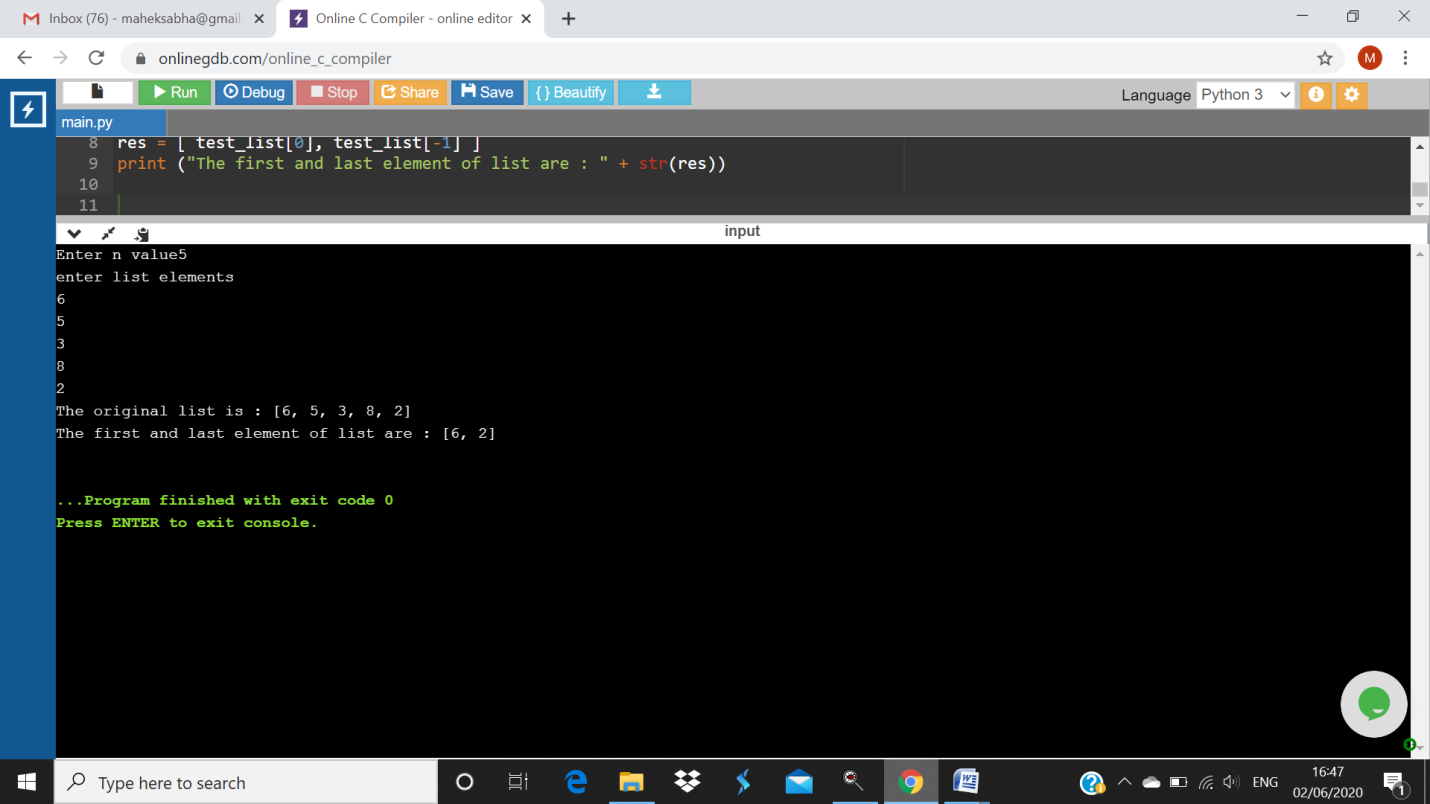 Inbox (76) - maheksabha@gmail.
Online C Compiler - online editor
onlinegdb.com/online_c_compiler
M
Run Debug Stop Share Save { } Beautify
Language Python 3
main.py
8 res = [ test_list[0], test_list[-1] ]
9 print ("The first and last element of list are : " + str(res))
10
11
input
Enter n value5
enter list elements
6
5
3
8
2
The original list is : [6, 5, 3, 8, 2]
The first and last element of list are : [6, 2]
...Program finished with exit code 0
Press ENTER to exit console.
Type here to search
ENG
16:47
02/06/2020
1